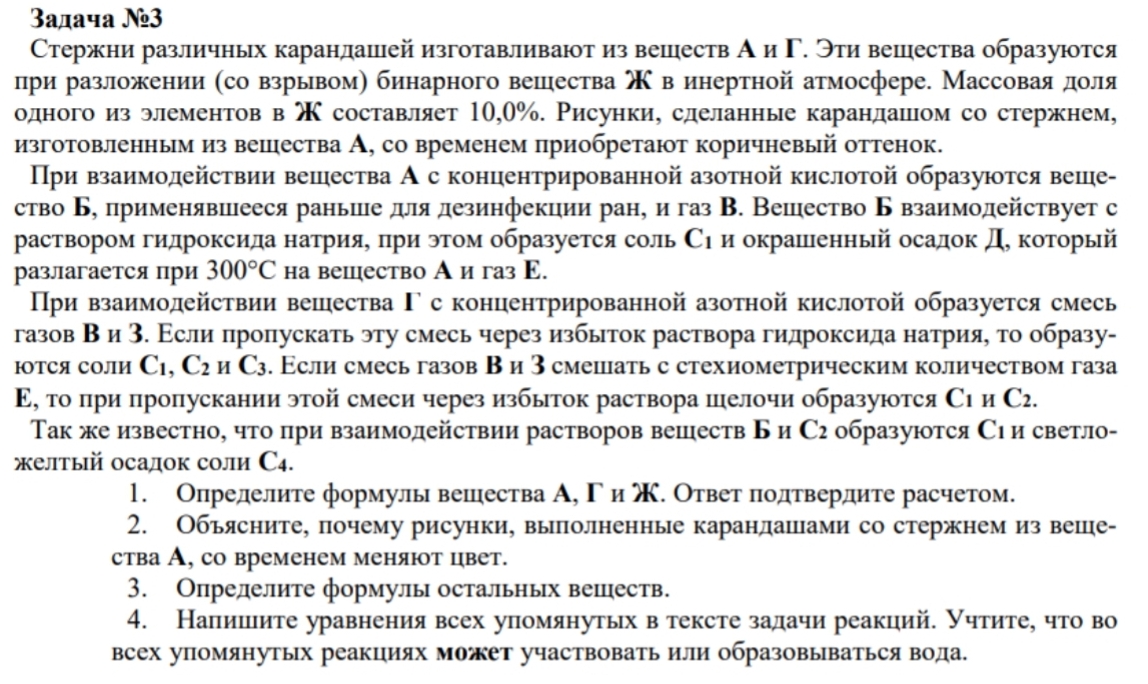 Задача №3
Стержни различных карандашей изготавливают из веществ А и Г. Эти вещества образуются
при разложении (со взрывом) бинарного вещества Ж в инертной атмосфере. Массовая доля
одного из элементов в Ж составляет 10,0%. Рисунки, сделанные карандашом со стержнем,
изготовленным из вещества А, со временем приобретают коричневый оттенок.
При взаимодействии вещества А с концентрированной азотной кислотой образуются веще-
ство Б, применявшееся раньше для дезинфекции ран, и газ В. Вещество Б взаимодействует с
раствором гидроксида натрия, при этом образуется соль С1 и окрашенный осадок Д, который
разлагается при 300°С на вещество А и газ Е.
При взаимодействии вещества Г с концентрированной азотной кислотой образуется смесь
газов В и З. Если пропускать эту смесь через избыток раствора гидроксида натрия, то образу-
ются соли С1, С2 и С3. Если смесь газов В и З смешать с стехиометрическим количеством газа
Е, то при пропускании этой смеси через избыток раствора щелочи образуются С1 и С2.
Так же известно, что при взаимодействии растворов веществ Б и С2 образуются С1 и светло-
желтый осадок соли С4.
1. Определите формулы вещества А, Г и Ж. Ответ подтвердите расчетом.
2. Объясните, почему рисунки, выполненные карандашами со стержнем из веще-
ства А, со временем меняют цвет.
3. Определите формулы остальных веществ.
4. Напишите уравнения всех упомянутых в тексте задачи реакций. Учтите, что во
всех упомянутых реакциях может участвовать или образовываться вода.